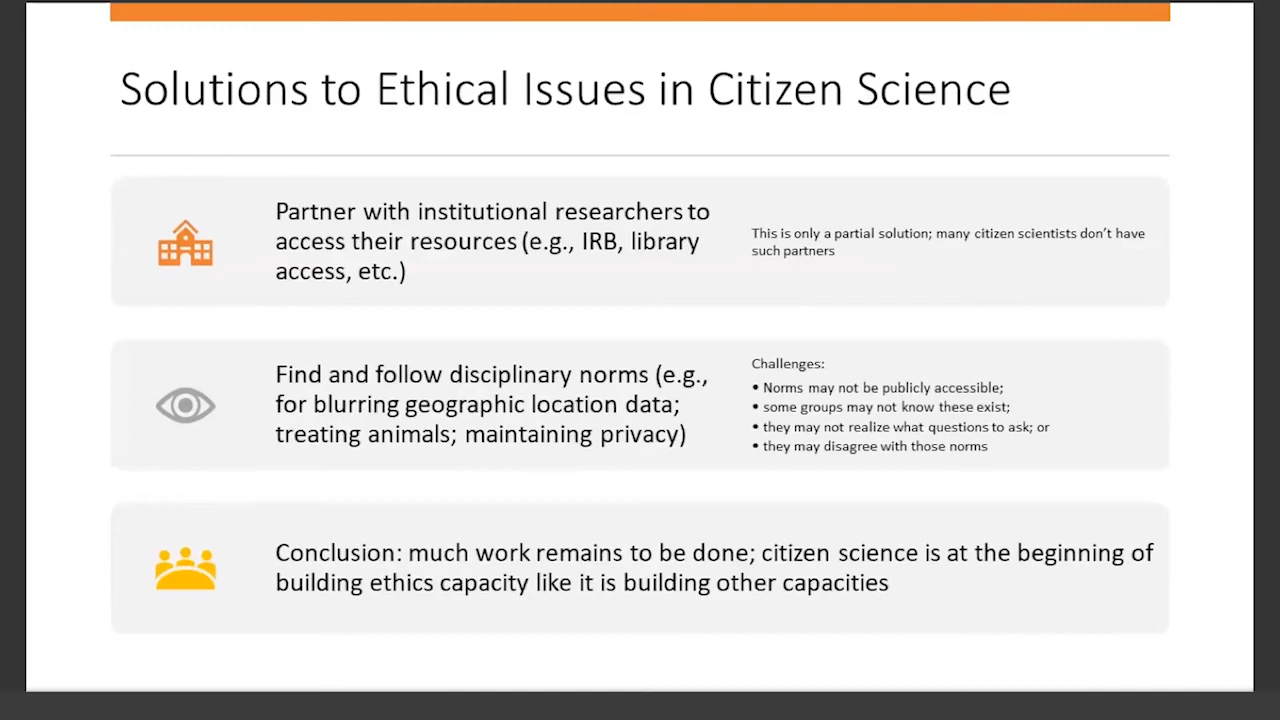 Solutions to Ethical Issues in Citizen Science
Partner with institutional researchers to
access their resources (e.g., IRB, library
access, etc.)
This is only a partial solution; many citizen scientists don’t have
such partners
Find and follow disciplinary norms (e.g.,
for blurring geographic location data;
treating animals; maintaining privacy)
Challenges:
• Norms may not be publicly accessible;
• some groups may not know these exist;
• they may not realize what questions to ask; or
• they may disagree with those norms
Conclusion: much work remains to be done; citizen science is at the beginning of
building ethics capacity like it is building other capacities